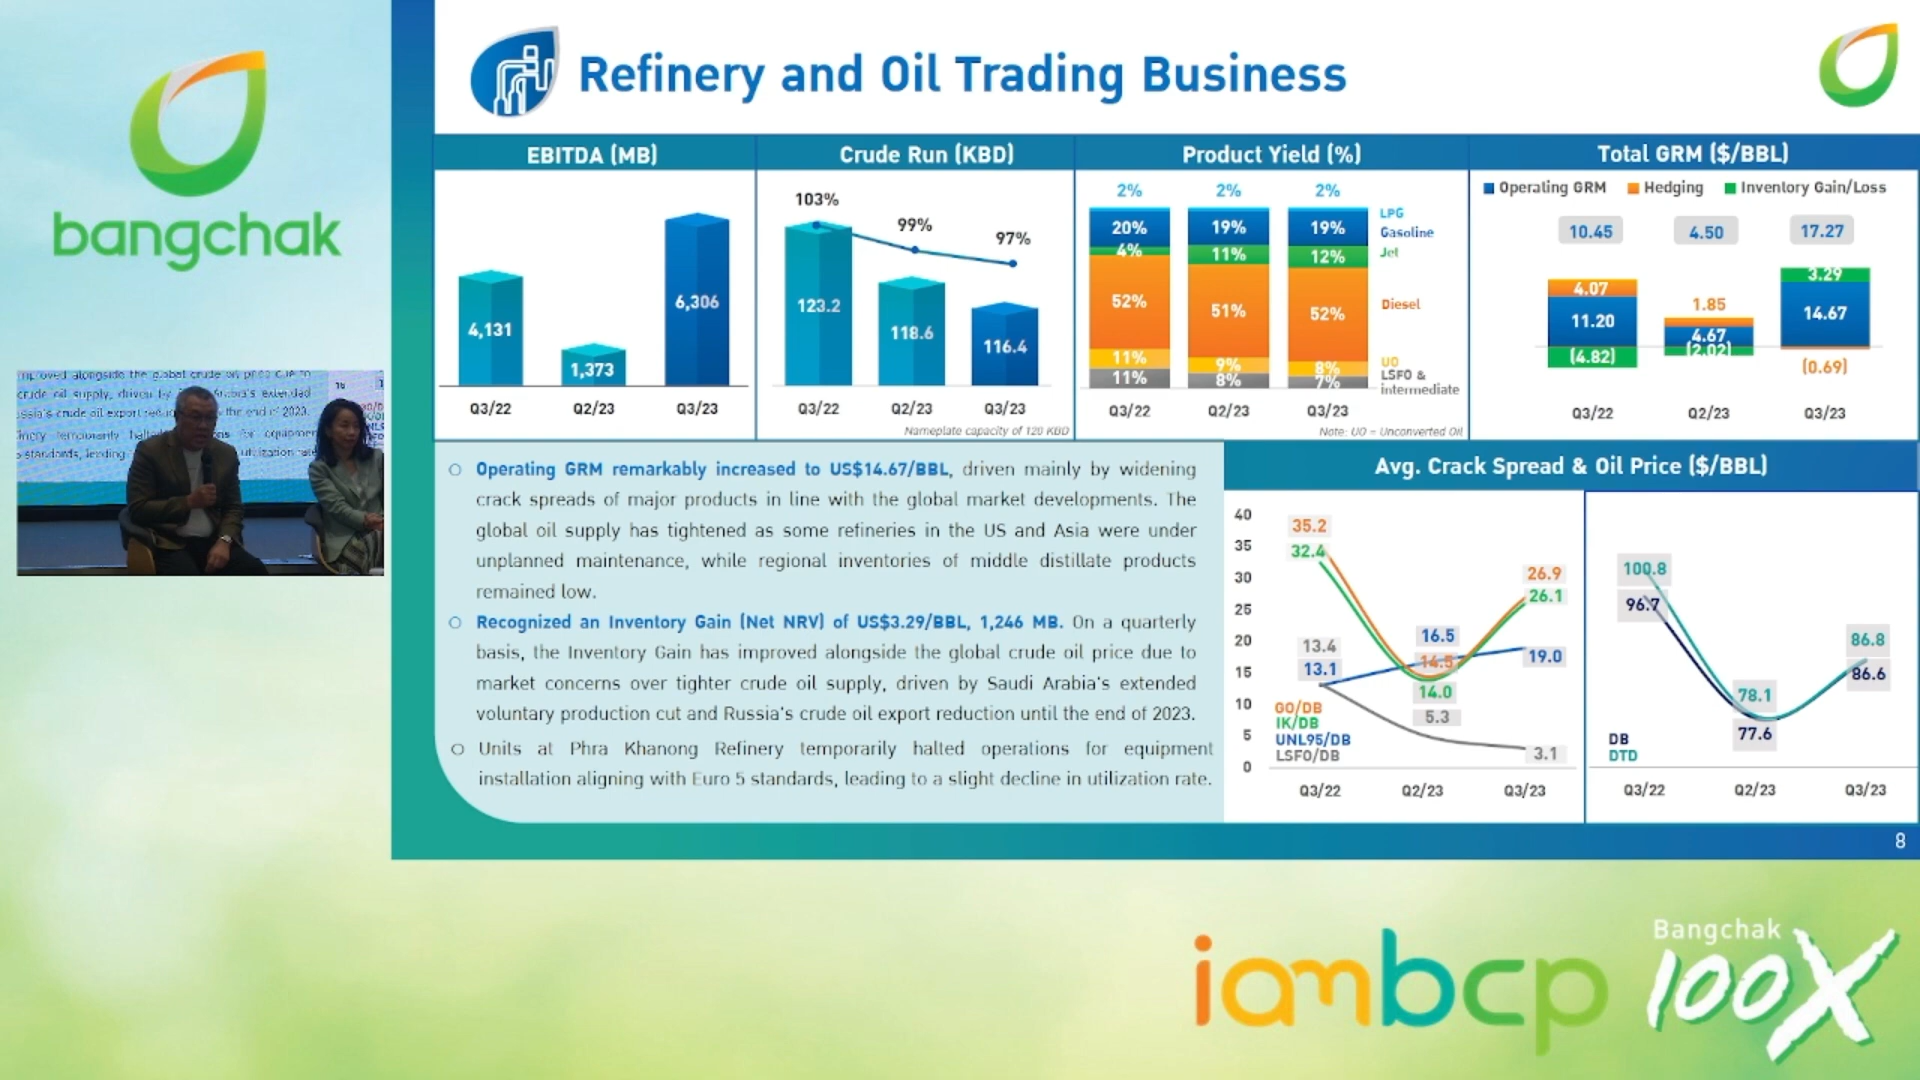 bangchak
Refinery and Oil Trading Business
EBITDA (MB)
4,131
1,373
6,306
Q3/22
Q2/23
Q3/23
Crude Run (KBD)
103%
99%
97%
123.2
118.6
116.4
Q3/22
Q2/23
Q3/23
Nameplate capacity of 120 KBD
Product Yield (%)
2%
2%
2%
LPG
20%
19%
19%
Gasoline
4%
11%
12%
Jet
52%
51%
52%
Diesel
11%
9%
8%
UO
11%
8%
7%
LSFO &
intermediate
Q3/22
Q2/23
Q3/23
Note: UO = Unconverted Oil
Total GRM ($/BBL)
Operating GRM
Hedging
Inventory Gain/Loss
10.45
4.50
17.27
4.07
11.20
(4.82)
1.85
4.67
(2.02)
3.29
14.67
(0.69)
Q3/22
Q2/23
Q3/23
Operating GRM remarkably increased to US$14.67/BBL, driven mainly by widening
crack spreads of major products in line with the global market developments. The
global oil supply has tightened as some refineries in the US and Asia were under
unplanned maintenance, while regional inventories of middle distillate products
remained low.
Recognized an Inventory Gain (Net NRV) of US$3.29/BBL, 1,246 MB. On a quarterly
basis, the Inventory Gain has improved alongside the global crude oil price due to
market concerns over tighter crude oil supply, driven by Saudi Arabia's extended
voluntary production cut and Russia's crude oil export reduction until the end of 2023.
Units at Phra Khanong Refinery temporarily halted operations for equipment
installation aligning with Euro 5 standards, leading to a slight decline in utilization rate.
Avg. Crack Spread & Oil Price ($/BBL)
40
35
30
25
20
15
10
5
0
35.2
32.4
13.4
13.1
16.5
14.5
14.0
5.3
26.9
26.1
19.0
3.1
GO/DB
IK/DB
UNL95/DB
LSFO/DB
Q3/22
Q2/23
Q3/23
100.8
96.7
78.1
77.6
86.8
86.6
DB
DTD
Q3/22
Q2/23
Q3/23
8
iambcp
Bangchak
100X